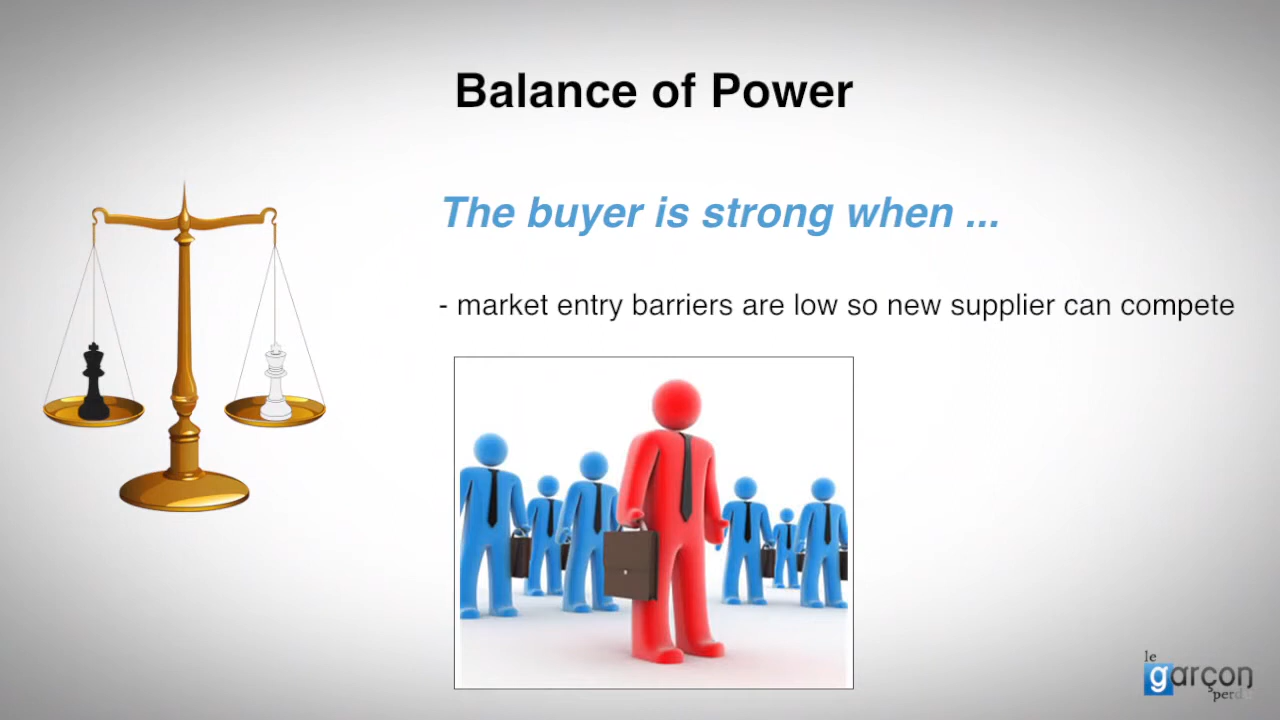 Balance of Power
The buyer is strong when ...
- market entry barriers are low so new supplier can compete
le
garçon